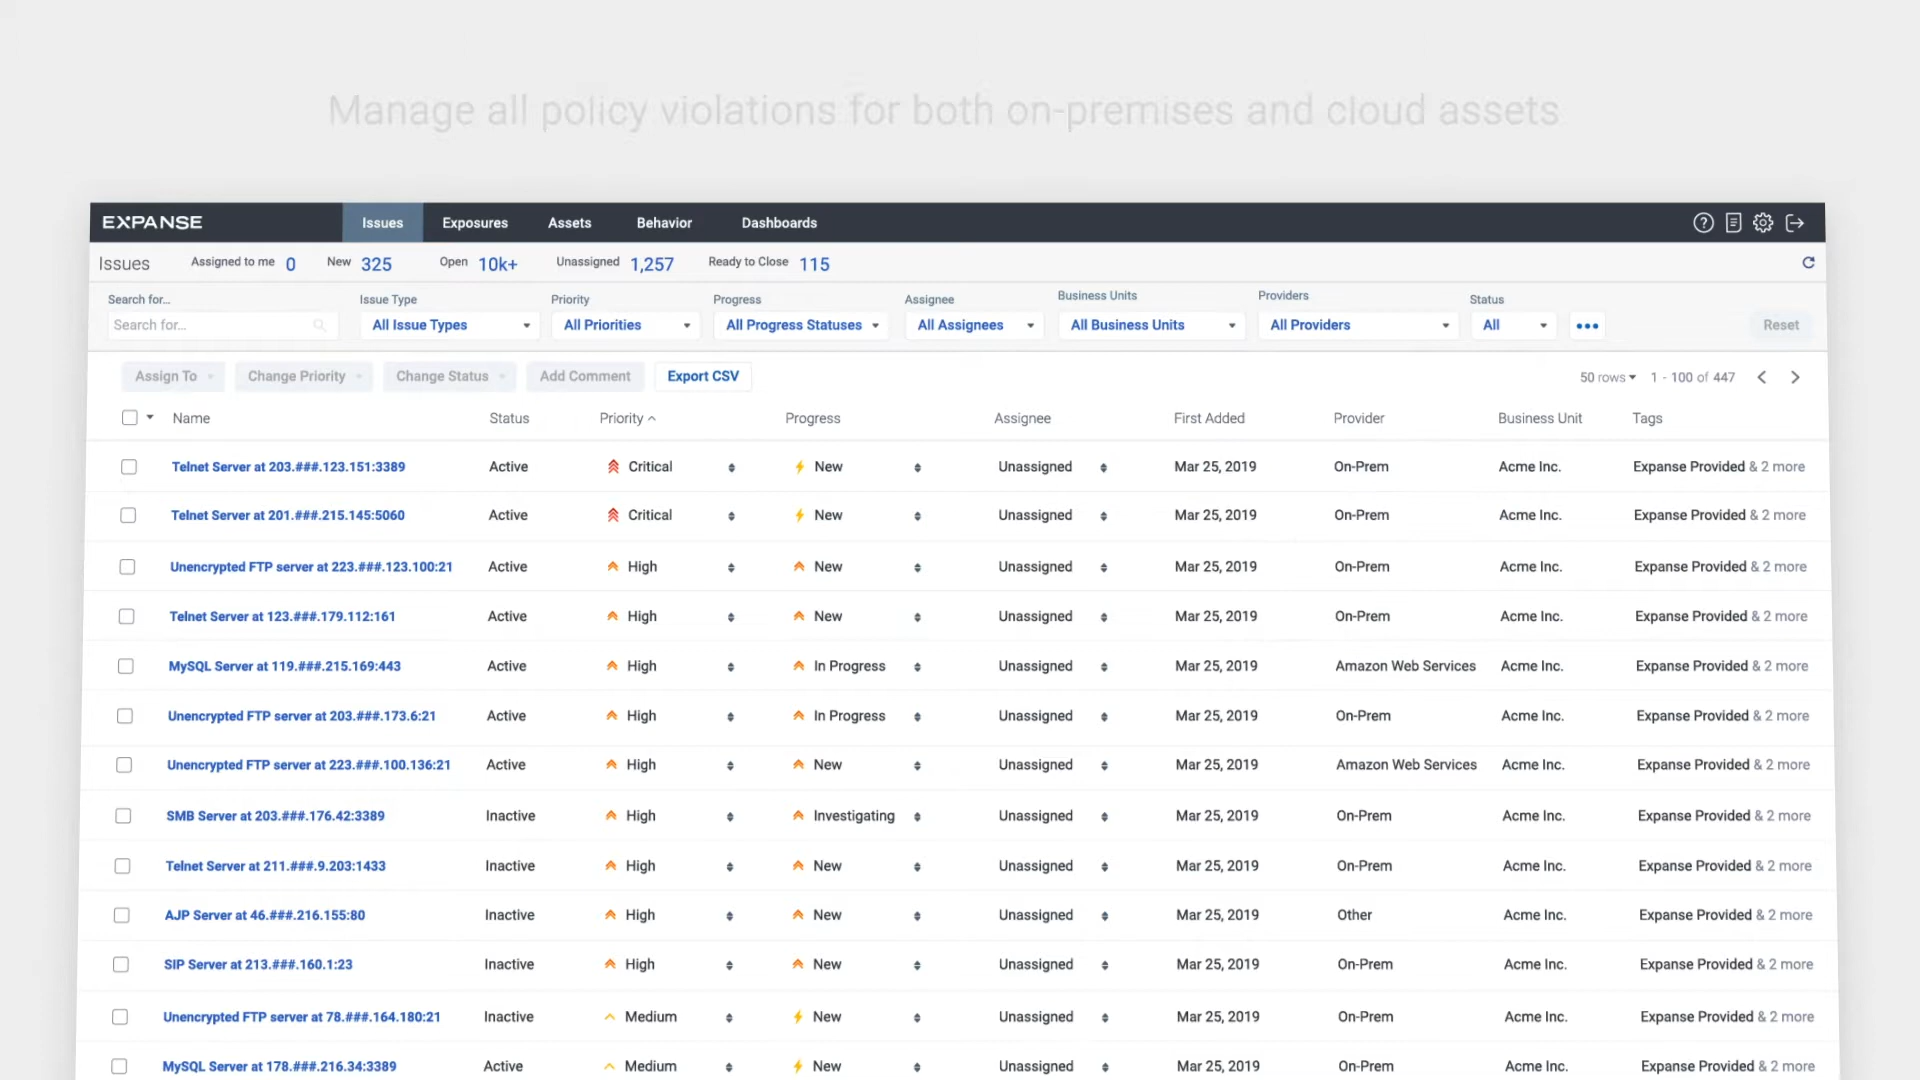 Manage all policy violations for both on-premises and cloud assets
EXPANSE Issues Exposures Assets Behavior Dashboards
Issues Assigned to me 0 New 325 Open 10k+ Unassigned 1,257 Ready to Close 115
Search for... Issue Type Priority Progress Assignee Business Units Providers Status
Search for... All Issue Types All Priorities All Progress Statuses All Assignees All Business Units All Providers All Reset
Assign To Change Priority Change Status Add Comment Export CSV 50 rows 1 - 100 of 447
Name Status Priority Progress Assignee First Added Provider Business Unit Tags
Telnet Server at 203.###.123.151:3389 Active Critical New Unassigned Mar 25, 2019 On-Prem Acme Inc. Expanse Provided & 2 more
Telnet Server at 201.###.215.145:5060 Active Critical New Unassigned Mar 25, 2019 On-Prem Acme Inc. Expanse Provided & 2 more
Unencrypted FTP server at 223.###.123.100:21 Active High New Unassigned Mar 25, 2019 On-Prem Acme Inc. Expanse Provided & 2 more
Telnet Server at 123.###.179.112:161 Active High New Unassigned Mar 25, 2019 On-Prem Acme Inc. Expanse Provided & 2 more
MySQL Server at 119.###.215.169:443 Active High In Progress Unassigned Mar 25, 2019 Amazon Web Services Acme Inc. Expanse Provided & 2 more
Unencrypted FTP server at 203.###.173.6:21 Active High In Progress Unassigned Mar 25, 2019 On-Prem Acme Inc. Expanse Provided & 2 more
Unencrypted FTP server at 223.###.100.136:21 Active High New Unassigned Mar 25, 2019 Amazon Web Services Acme Inc. Expanse Provided & 2 more
SMB Server at 203.###.176.42:3389 Inactive High Investigating Unassigned Mar 25, 2019 On-Prem Acme Inc. Expanse Provided & 2 more
Telnet Server at 211.###.9.203:1433 Inactive High New Unassigned Mar 25, 2019 On-Prem Acme Inc. Expanse Provided & 2 more
AJP Server at 46.###.216.155:80 Inactive High New Unassigned Mar 25, 2019 Other Acme Inc. Expanse Provided & 2 more
SIP Server at 213.###.160.1:23 Inactive High New Unassigned Mar 25, 2019 On-Prem Acme Inc. Expanse Provided & 2 more
Unencrypted FTP server at 78.###.164.180:21 Inactive Medium New Unassigned Mar 25, 2019 On-Prem Acme Inc. Expanse Provided & 2 more
MySQL Server at 178.###.216.34:3389 Active Medium New Unassigned Mar 25, 2019 On-Prem Acme Inc. Expanse Provided & 2 more